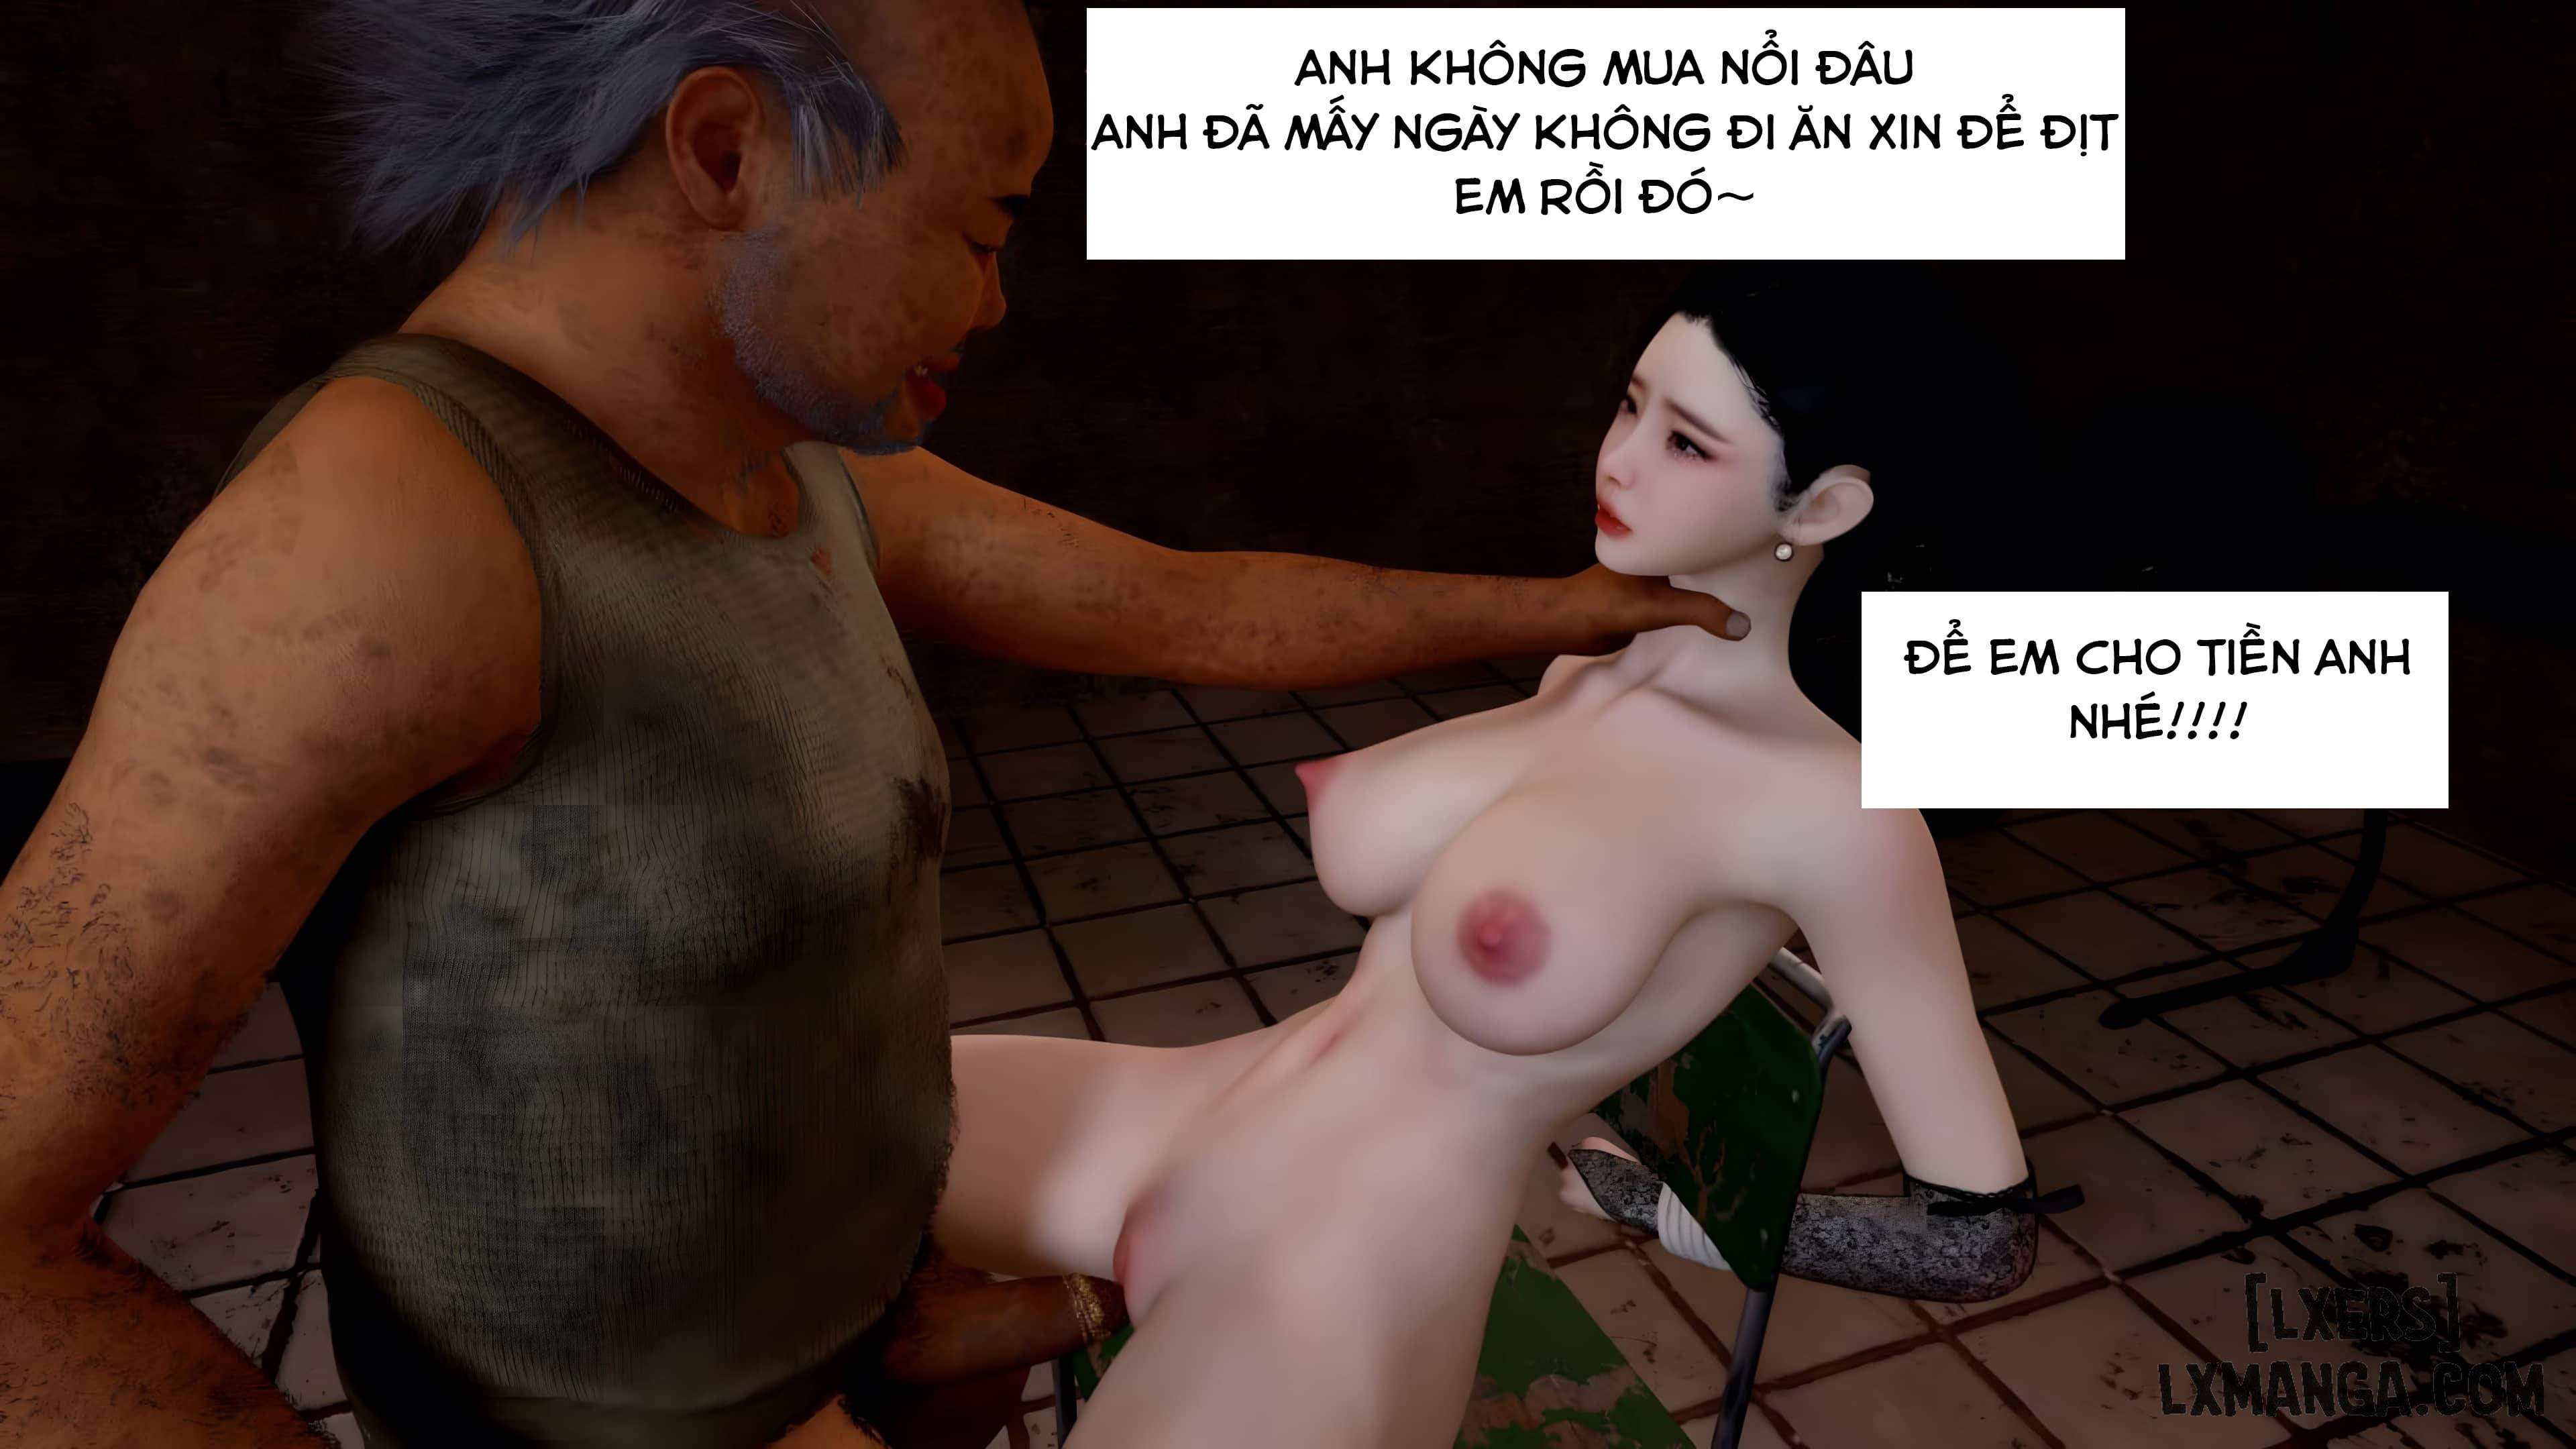 ANH KHÔNG MUA NỔI ĐÂU
ANH ĐÃ MẤY NGÀY KHÔNG ĐI ĂN XIN ĐỂ ĐỊT
EM RỒI ĐÓ~
ĐỂ EM CHO TIỀN ANH
NHÉ!!!!
[LXERS]
LXMANGA.COM